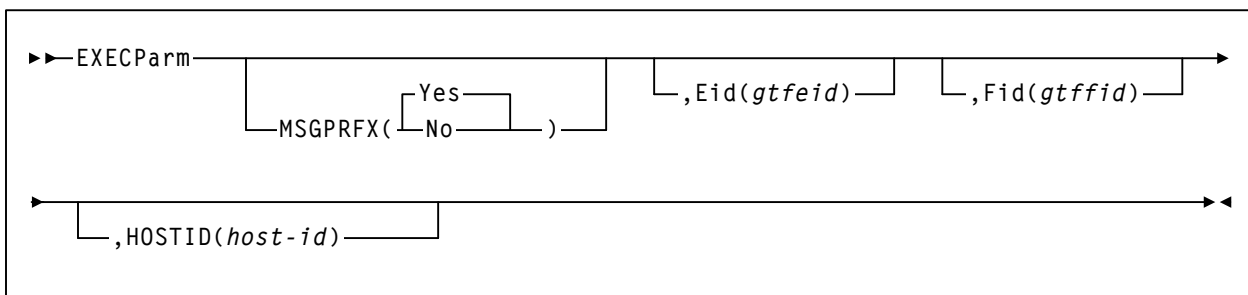 EXECParm
,Eid(gtfeid)
,Fid(gtffid)
Yes
MSGPRFX( No )
,HOSTID(host-id)